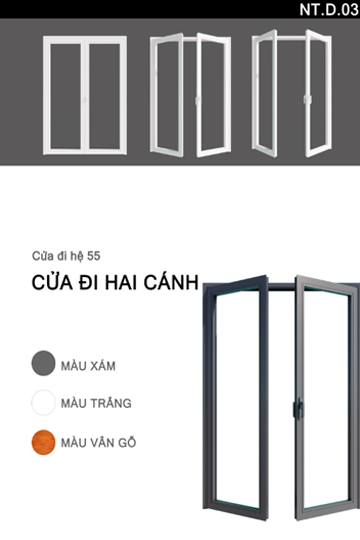 NT.D.03
Cửa đi hệ 55
CỬA ĐI HAI CÁNH
MÀU XÁM
MÀU TRẮNG
MÀU VÂN GỖ